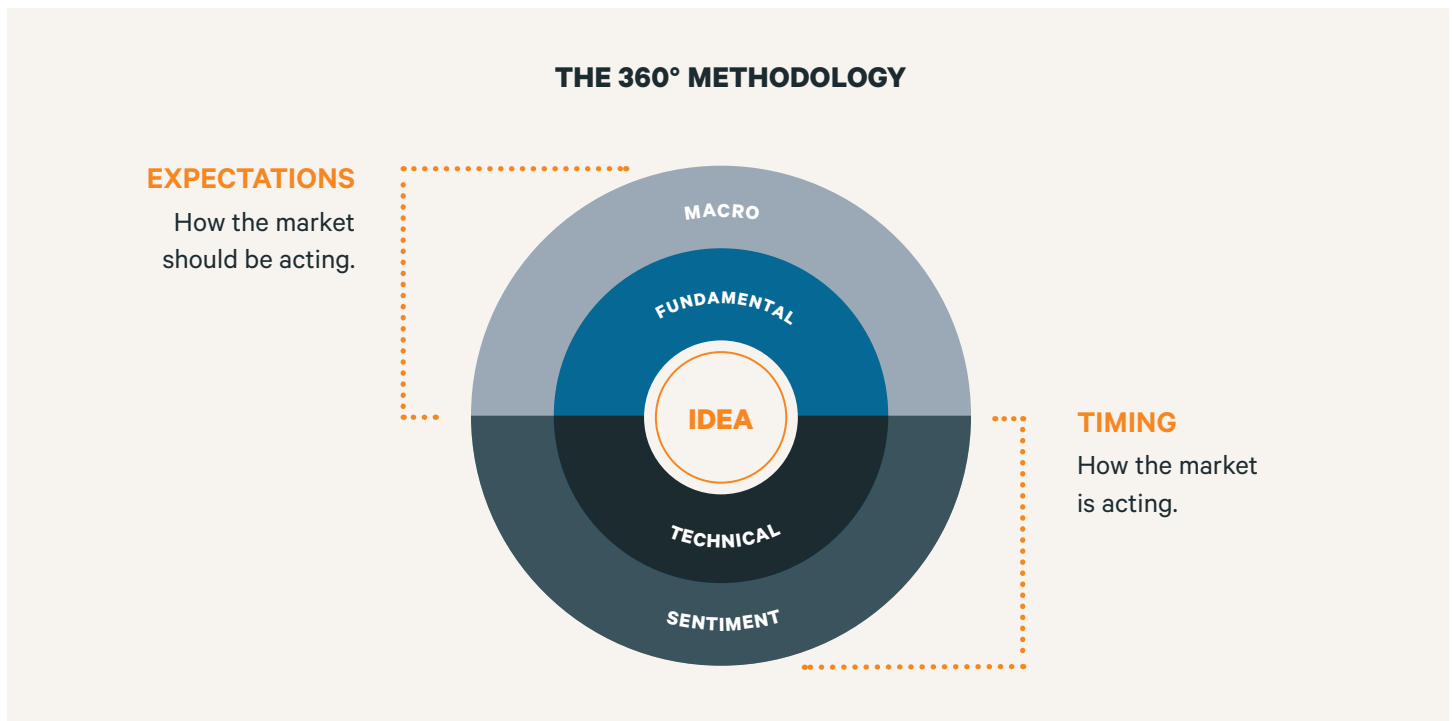 THE 360° METHODOLOGY
EXPECTATIONS
How the market
should be acting.
MACRO
FUNDAMENTAL
IDEA
TECHNICAL
SENTIMENT
TIMING
How the market
is acting.